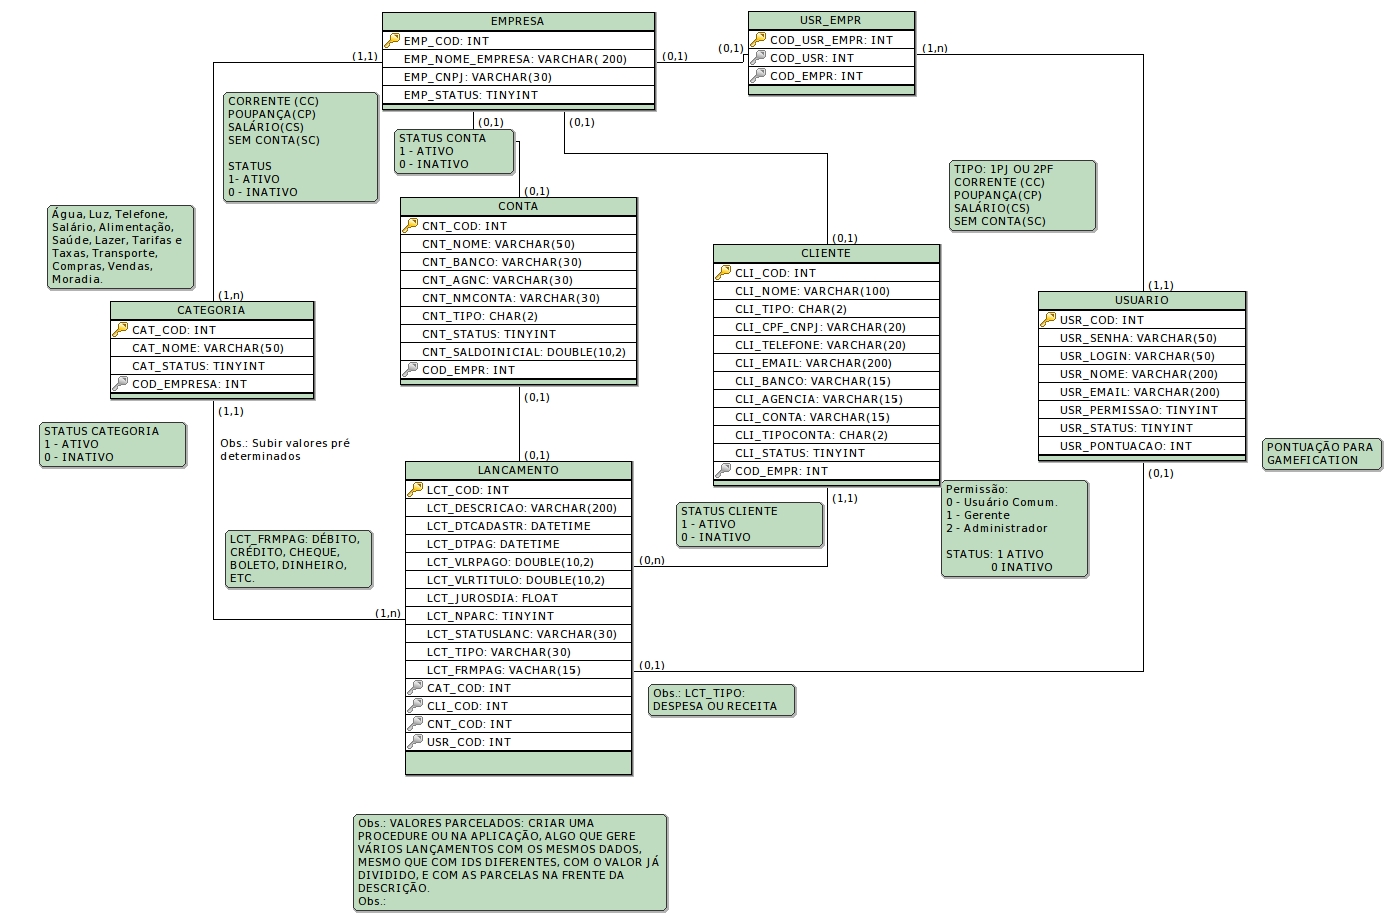 EMPRESA
EMP_COD: INT
EMP_NOME_EMPRESA: VARCHAR( 200)
EMP_CNPJ: VARCHAR(30)
EMP_STATUS: TINYINT
USR_EMPR
COD_USR_EMPR: INT
COD_USR: INT
COD_EMPR: INT
(1,1)
(0,1)
(0,1)
(1,n)
(0,1)
(0,1)
CORRENTE (CC)
POUPANÇA(CP)
SALÁRIO(CS)
SEM CONTA(SC)
STATUS
1- ATIVO
0 - INATIVO
STATUS CONTA
1 - ATIVO
0 - INATIVO
TIPO: 1PJ OU 2PF
CORRENTE (CC)
POUPANÇA(CP)
SALÁRIO(CS)
SEM CONTA(SC)
Água, Luz, Telefone,
Salário, Alimentação,
Saúde, Lazer, Tarifas e
Taxas, Transporte,
Compras, Vendas,
Moradia.
(0,1)
CONTA
CNT_COD: INT
CNT_NOME: VARCHAR(50)
CNT_BANCO: VARCHAR(30)
CNT_AGNC: VARCHAR(30)
CNT_NMCONTA: VARCHAR(30)
CNT_TIPO: CHAR(2)
CNT_STATUS: TINYINT
CNT_SALDOINICIAL: DOUBLE(10,2)
COD_EMPR: INT
(0,1)
(0,1)
CLIENTE
CLI_COD: INT
CLI_NOME: VARCHAR(100)
CLI_TIPO: CHAR(2)
CLI_CPF_CNPJ: VARCHAR(20)
CLI_TELEFONE: VARCHAR(20)
CLI_EMAIL: VARCHAR(200)
CLI_BANCO: VARCHAR(15)
CLI_AGENCIA: VARCHAR(15)
CLI_CONTA: VARCHAR(15)
CLI_TIPOCONTA: CHAR(2)
CLI_STATUS: TINYINT
COD_EMPR: INT
(1,1)
(1,1)
USUARIO
USR_COD: INT
USR_SENHA: VARCHAR(50)
USR_LOGIN: VARCHAR(50)
USR_NOME: VARCHAR(200)
USR_EMAIL: VARCHAR(200)
USR_PERMISSAO: TINYINT
USR_STATUS: TINYINT
USR_PONTUACAO: INT
(0,1)
PONTUAÇÃO PARA
GAMEFICATION
(1,n)
CATEGORIA
CAT_COD: INT
CAT_NOME: VARCHAR(50)
CAT_STATUS: TINYINT
COD_EMPRESA: INT
(1,1)
STATUS CATEGORIA
1 - ATIVO
0 - INATIVO
Obs.: Subir valores pré
determinados
LCT_FRMPAG: DÉBITO,
CRÉDITO, CHEQUE,
BOLETO, DINHEIRO,
ETC.
STATUS CLIENTE
1 - ATIVO
0 - INATIVO
Permissão:
0 - Usuário Comum.
1 - Gerente
2 - Administrador
STATUS: 1 ATIVO
0 INATIVO
(0,1)
LANCAMENTO
LCT_COD: INT
LCT_DESCRICAO: VARCHAR(200)
LCT_DTCADASTR: DATETIME
LCT_DTPAG: DATETIME
LCT_VLRPAGO: DOUBLE(10,2)
LCT_VLRTITULO: DOUBLE(10,2)
LCT_JUROSDIA: FLOAT
LCT_NPARC: TINYINT
LCT_STATUSLANC: VARCHAR(30)
LCT_TIPO: VARCHAR(30)
LCT_FRMPAG: VACHAR(15)
CAT_COD: INT
CLI_COD: INT
CNT_COD: INT
USR_COD: INT
(0,n)
(1,n)
(0,1)
Obs.: LCT_TIPO:
DESPESA OU RECEITA
Obs.: VALORES PARCELADOS: CRIAR UMA
PROCEDURE OU NA APLICAÇÃO, ALGO QUE GERE
VÁRIOS LANÇAMENTOS COM OS MESMOS DADOS,
MESMO QUE COM IDS DIFERENTES, COM O VALOR JÁ
DIVIDIDO, E COM AS PARCELAS NA FRENTE DA
DESCRIÇÃO.
Obs.: